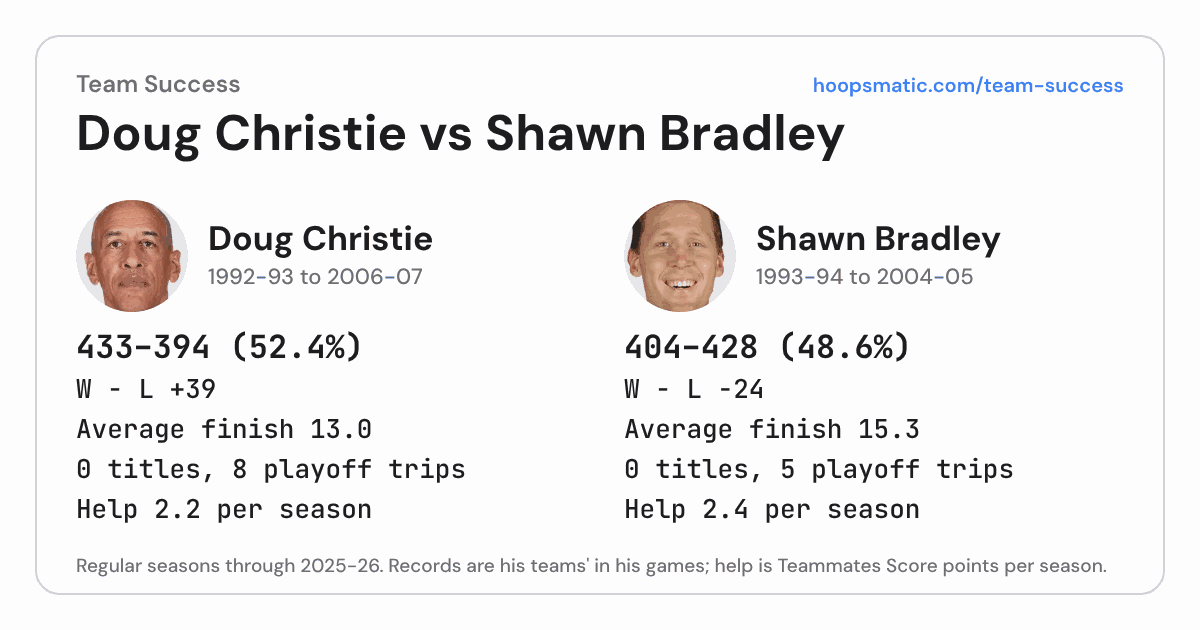 Team Success
hoopsmatic.com/team-success
Doug Christie vs Shawn Bradley
Doug Christie
1992–93 to 2006–07
433–394 (52.4%)
W - L +39
Average finish 13.0
0 titles, 8 playoff trips
Help 2.2 per season
Shawn Bradley
1993–94 to 2004–05
404–428 (48.6%)
W - L -24
Average finish 15.3
0 titles, 5 playoff trips
Help 2.4 per season
Regular seasons through 2025-26. Records are his teams' in his games; help is Teammates Score points per season.